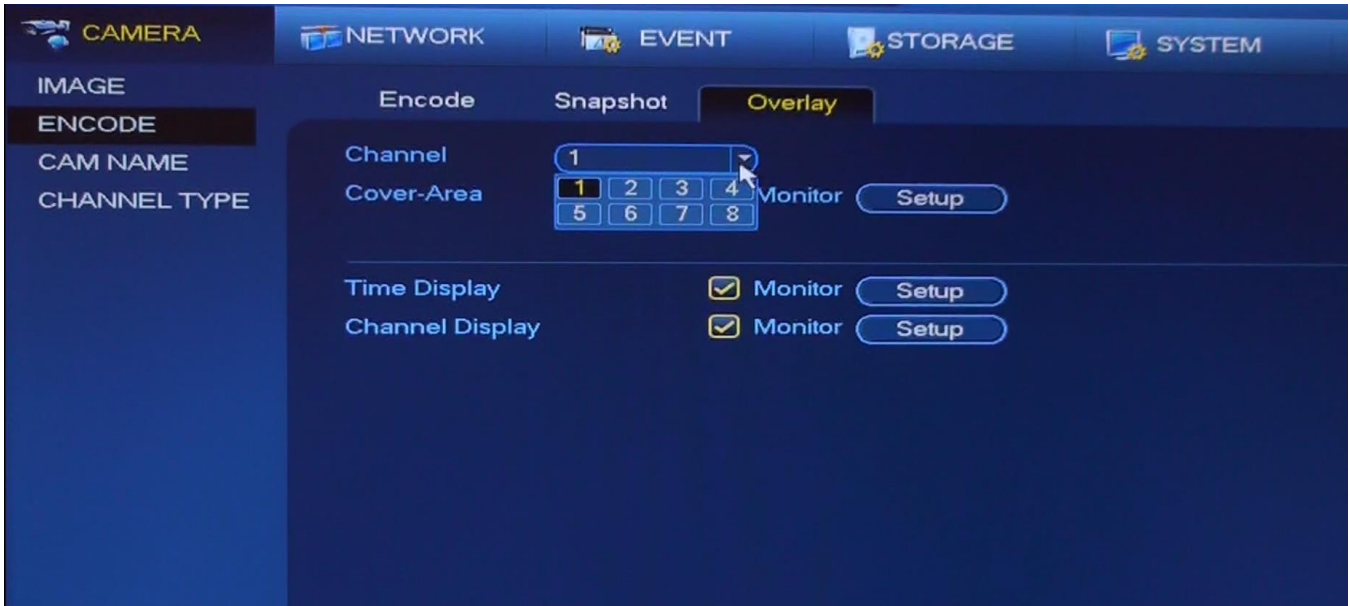 CAMERA NETWORK EVENT STORAGE SYSTEM
IMAGE
ENCODE
CAM NAME
CHANNEL TYPE
Encode Snapshot Overlay
Channel 1
1 2 3 4
5 6 7 8
Cover-Area Monitor Setup
Time Display Monitor Setup
Channel Display Monitor Setup